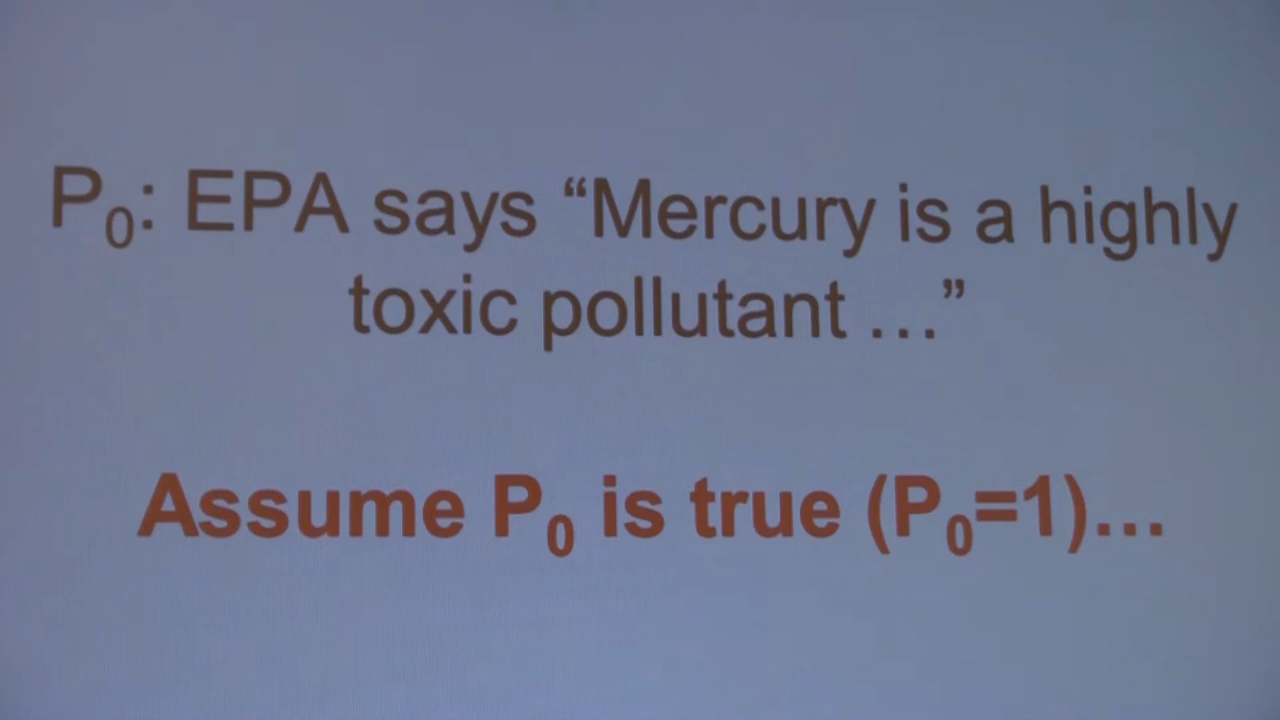 P₀: EPA says “Mercury is a highly
toxic pollutant …”
Assume P₀ is true (P₀=1)…